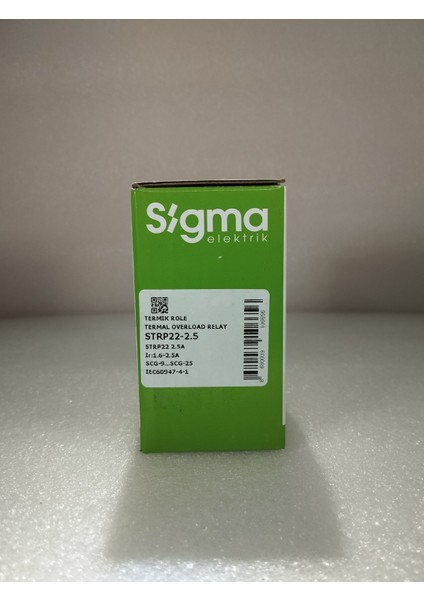 Sigma
elektrik
TERMIK ROLE
TERMAL OVERLOAD RELAY
STRP22-2.5
STRP22 2.5A
Ir:1.6-2.5A
SCG-9...SCG-25
IEC60947-4-1